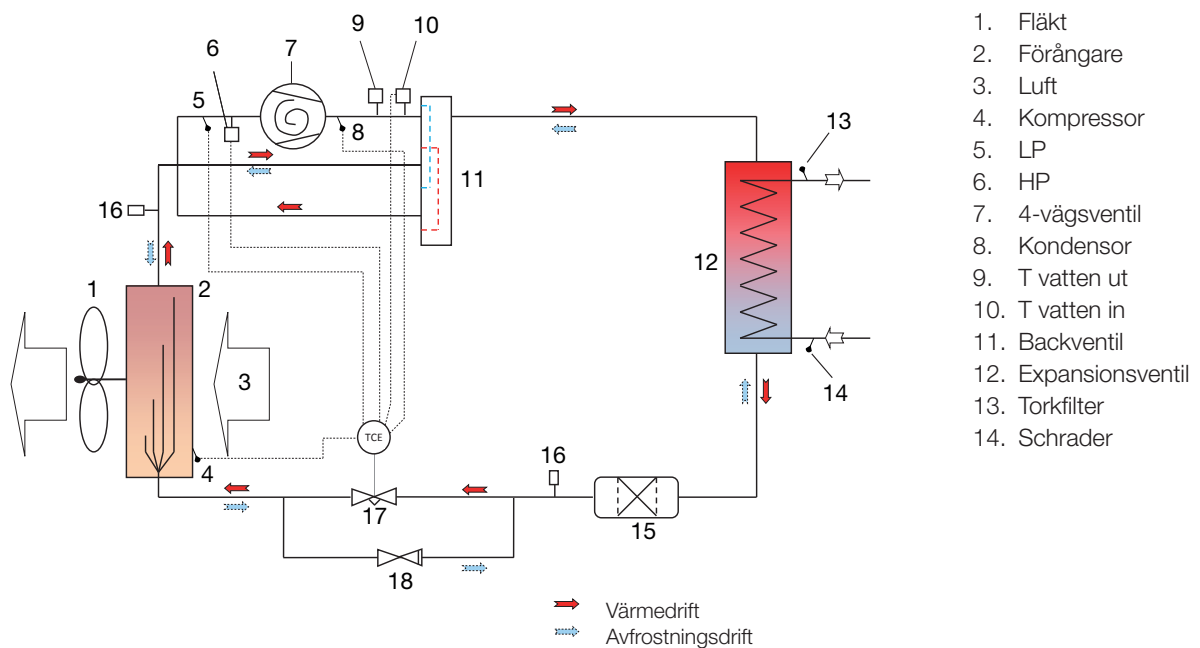 9
10
6
7
5
8
11
13
16
12
1
2
3
14
TCE
4
16
17
15
18
Värmedrift
Avfrostningsdrift
1. Fläkt
2. Förångare
3. Luft
4. Kompressor
5. LP
6. HP
7. 4-vägsventil
8. Kondensor
9. T vatten ut
10. T vatten in
11. Backventil
12. Expansionsventil
13. Torkfilter
14. Schrader